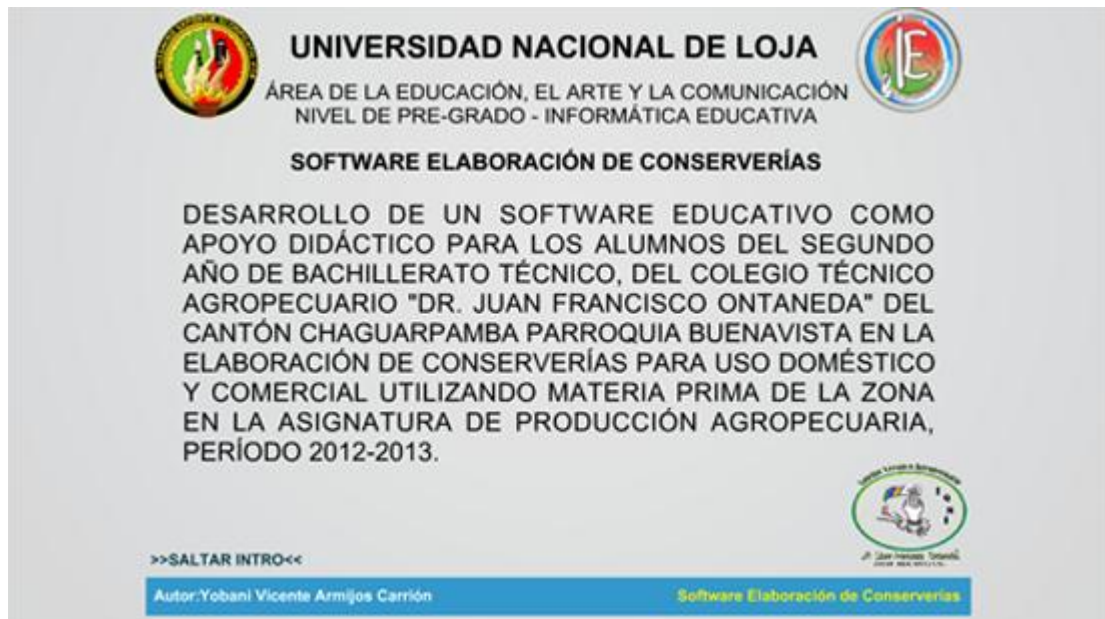 UNIVERSIDAD NACIONAL DE LOJA
ÁREA DE LA EDUCACIÓN, EL ARTE Y LA COMUNICACIÓN
NIVEL DE PRE-GRADO - INFORMÁTICA EDUCATIVA
SOFTWARE ELABORACIÓN DE CONSERVERÍAS
DESARROLLO DE UN SOFTWARE EDUCATIVO COMO
APOYO DIDÁCTICO PARA LOS ALUMNOS DEL SEGUNDO
AÑO DE BACHILLERATO TÉCNICO, DEL COLEGIO TÉCNICO
AGROPECUARIO "DR. JUAN FRANCISCO ONTANEDA" DEL
CANTÓN CHAGUARPAMBA PARROQUIA BUENAVISTA EN LA
ELABORACIÓN DE CONSERVERÍAS PARA USO DOMÉSTICO
Y COMERCIAL UTILIZANDO MATERIA PRIMA DE LA ZONA
EN LA ASIGNATURA DE PRODUCCIÓN AGROPECUARIA,
PERÍODO 2012-2013.
>>SALTAR INTRO<<
Autor:Yobani Vicente Armijos Carrión
Software Elaboración de Conserverías